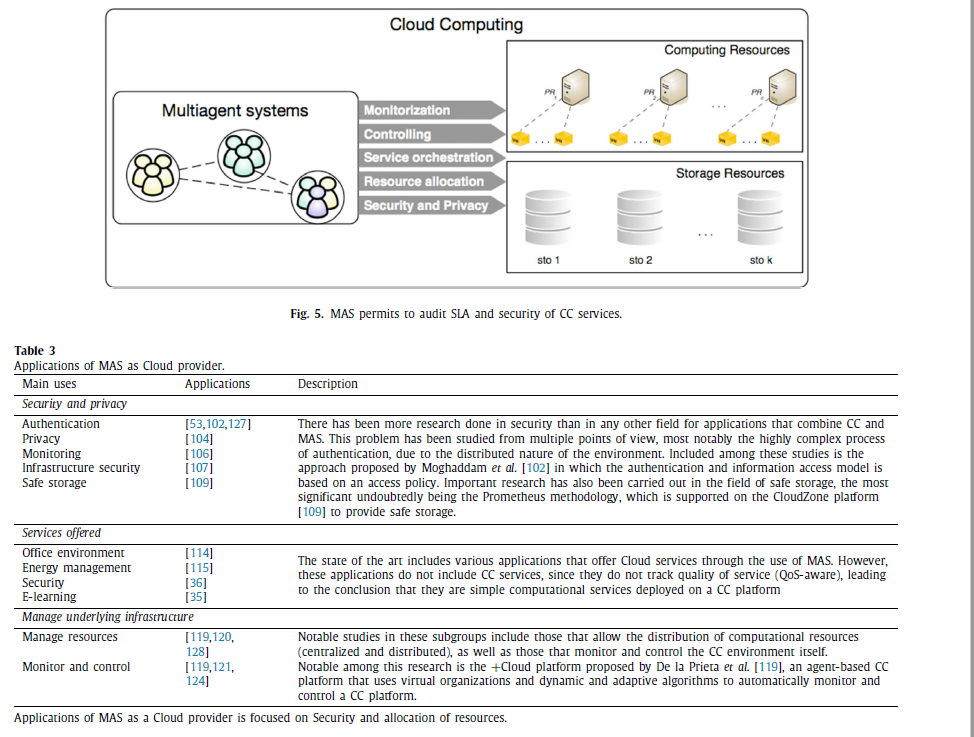 Cloud Computing
Computing Resources
Multiagent systems
Monitorization
Controlling
Service orchestration
Resource allocation
Security and Privacy
PR1
PR2
...
PRn
... ... ...
Storage Resources
...
sto 1 sto 2 sto k
Fig. 5. MAS permits to audit SLA and security of CC services.
Table 3
Applications of MAS as Cloud provider.
Main uses Applications Description
Security and privacy
Authentication [53,102,127] There has been more research done in security than in any other field for applications that combine CC and
Privacy [104] MAS. This problem has been studied from multiple points of view, most notably the highly complex process
Monitoring [106] of authentication, due to the distributed nature of the environment. Included among these studies is the
Infrastructure security [107] approach proposed by Moghaddam et al. [102] in which the authentication and information access model is
Safe storage [109] based on an access policy. Important research has also been carried out in the field of safe storage, the most
significant undoubtedly being the Prometheus methodology, which is supported on the CloudZone platform
[109] to provide safe storage.
Services offered
Office environment [114]
Energy management [115]
Security [36]
E-learning [35]
The state of the art includes various applications that offer Cloud services through the use of MAS. However,
these applications do not include CC services, since they do not track quality of service (QoS-aware), leading
to the conclusion that they are simple computational services deployed on a CC platform
Manage underlying infrastructure
Manage resources [119,120, Notable studies in these subgroups include those that allow the distribution of computational resources
128] (centralized and distributed), as well as those that monitor and control the CC environment itself.
Monitor and control [119,121, Notable among this research is the +Cloud platform proposed by De la Prieta et al. [119], an agent-based CC
124] platform that uses virtual organizations and dynamic and adaptive algorithms to automatically monitor and
control a CC platform.
Applications of MAS as a Cloud provider is focused on Security and allocation of resources.